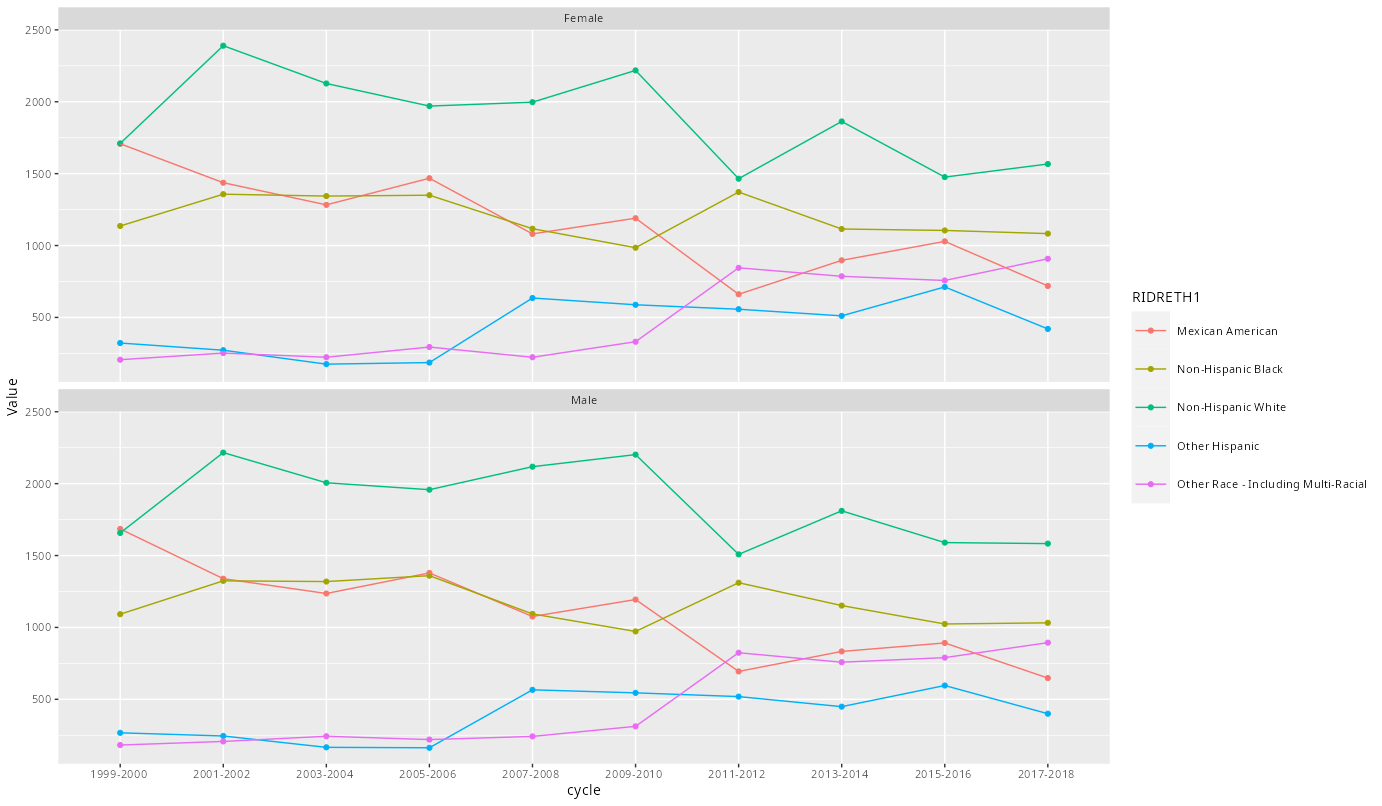 Female
2500
2000
1500
1000
500
Male
2500
2000
1500
1000
500
Value
1999-2000 2001-2002 2003-2004 2005-2006 2007-2008 2009-2010 2011-2012 2013-2014 2015-2016 2017-2018
cycle
RIDRETH1
Mexican American
Non-Hispanic Black
Non-Hispanic White
Other Hispanic
Other Race - Including Multi-Racial